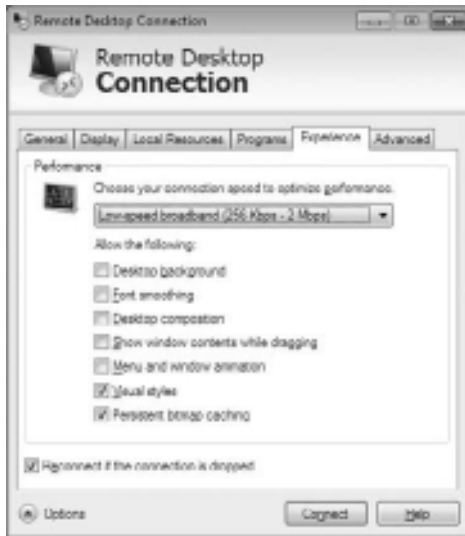 Remote Desktop Connection
Remote Desktop
Connection
General Display Local Resources Programs Experience Advanced
Performance
Choose your connection speed to optimize performance.
Low-speed broadband (256 Kbps - 2 Mbps)
Allow the following:
Desktop background
Font smoothing
Desktop composition
Show window contents while dragging
Menu and window animation
Visual styles
Persistent bitmap caching
Reconnect if the connection is dropped
Options Connect Help